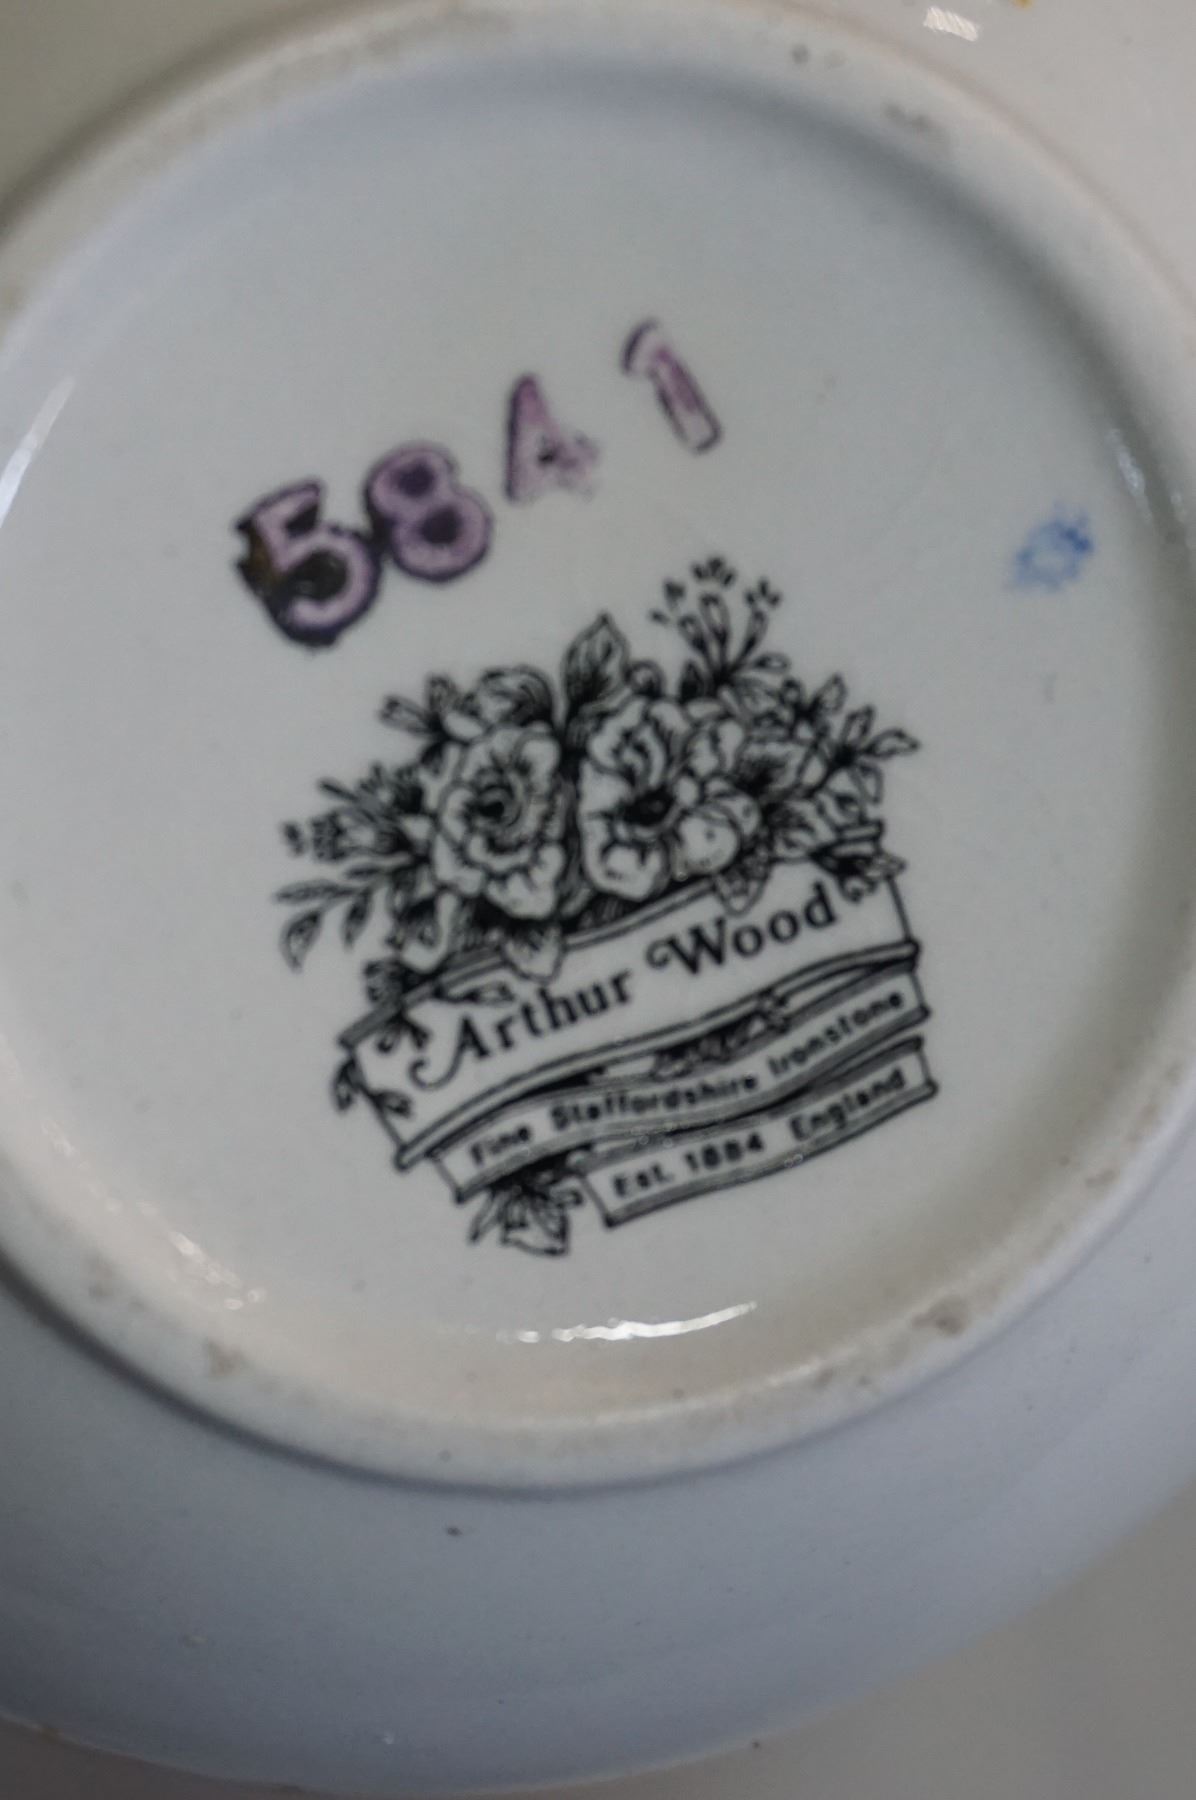 5841
Arthur Wood
Fine Staffordshire Ironstone
Est. 1884 England